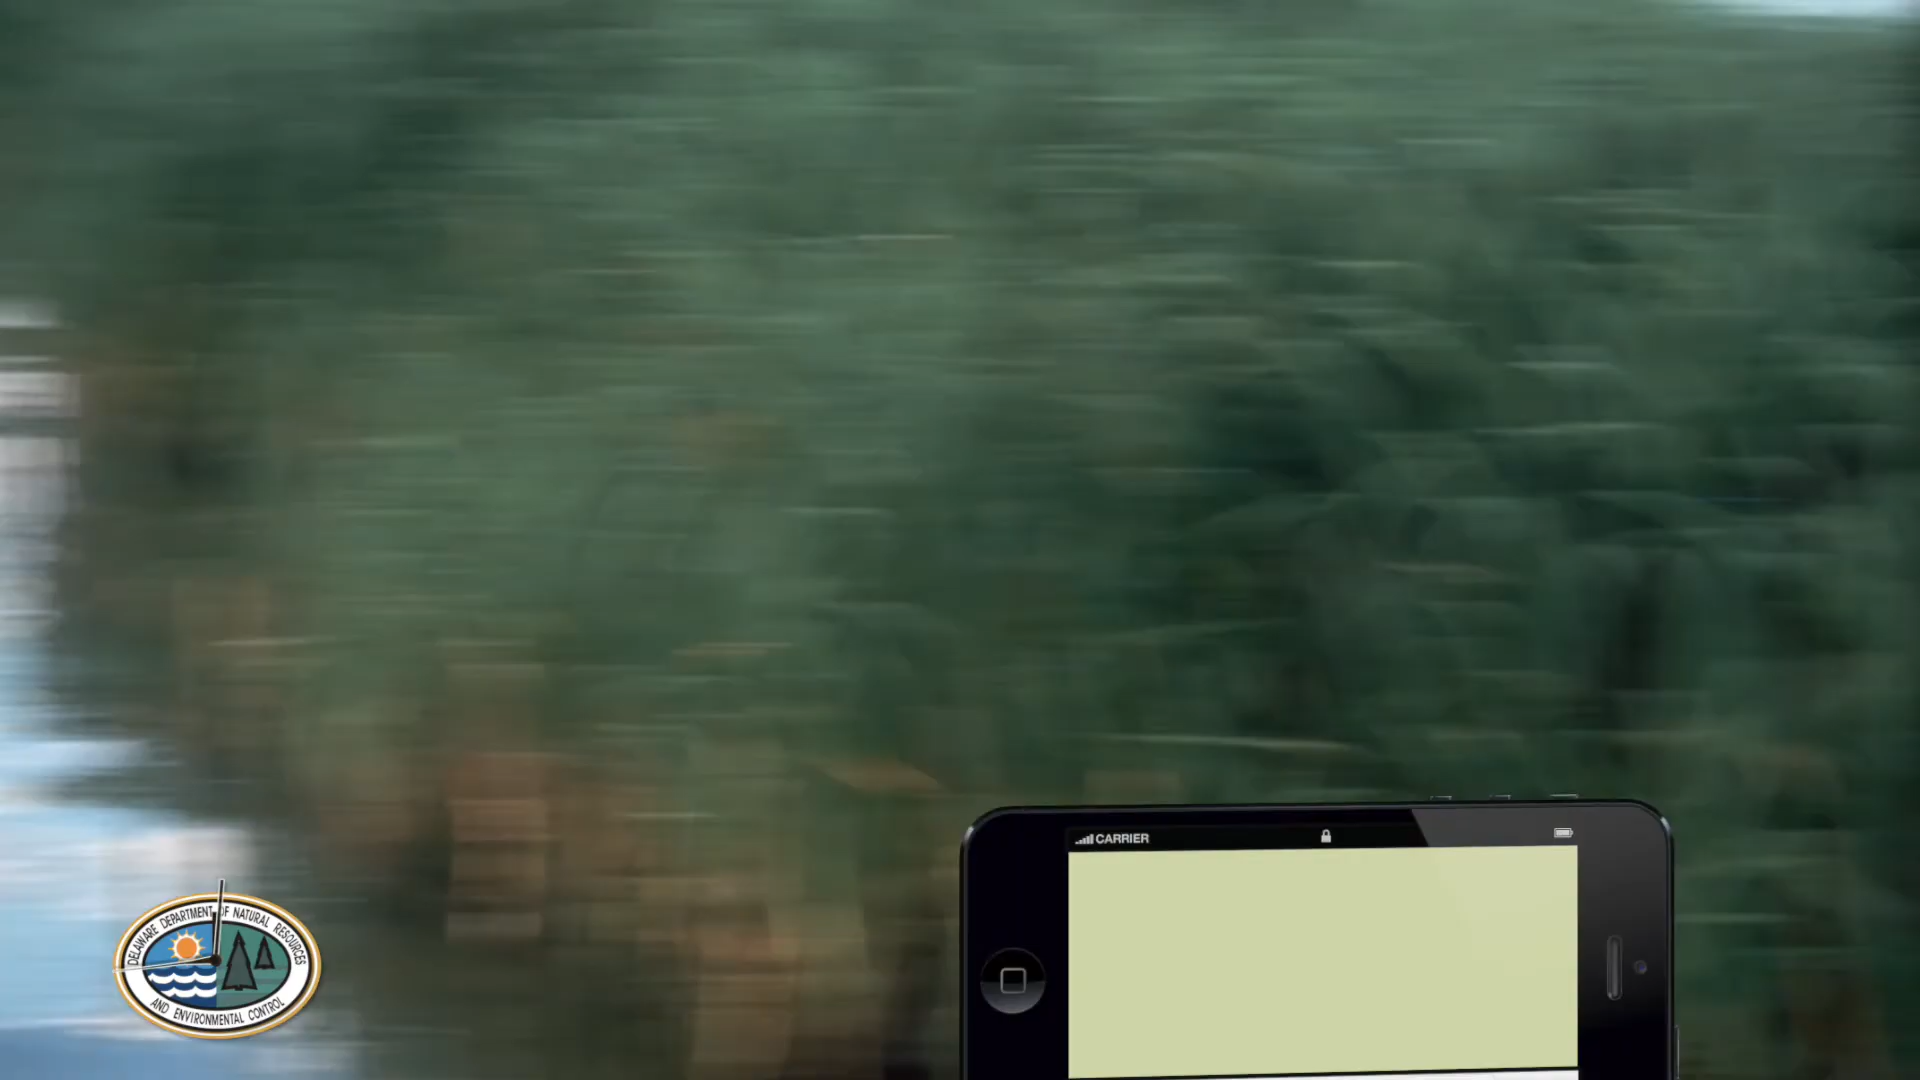 CARRIER
DELAWARE DEPARTMENT OF NATURAL RESOURCES
AND ENVIRONMENTAL CONTROL